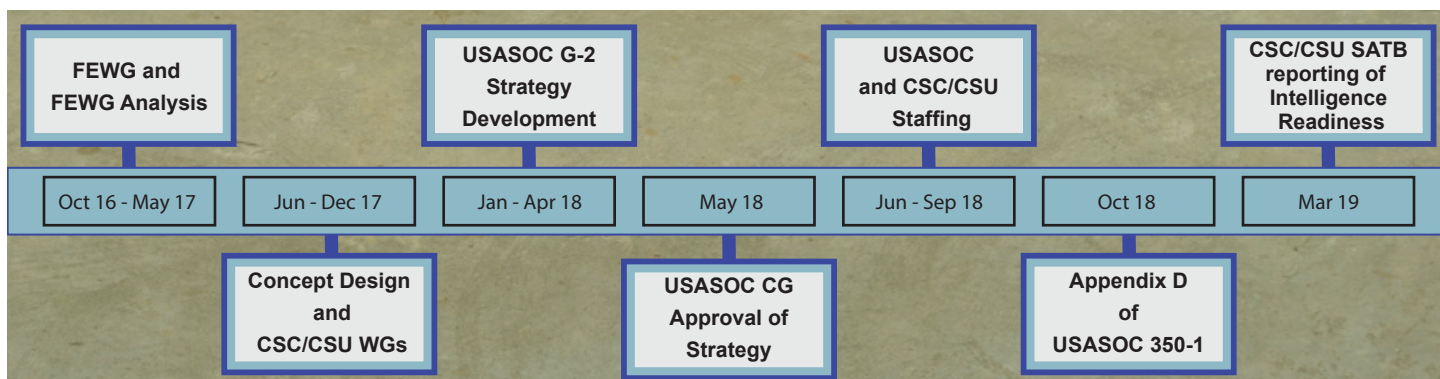 FEWG and
FEWG Analysis
USASOC G-2
Strategy
Development
USASOC
and CSC/CSU
Staffing
CSC/CSU SATB
reporting of
Intelligence
Readiness
Oct 16 - May 17
Jun - Dec 17
Jan - Apr 18
May 18
Jun - Sep 18
Oct 18
Mar 19
Concept Design
and
CSC/CSU WGs
USASOC CG
Approval of
Strategy
Appendix D
of
USASOC 350-1